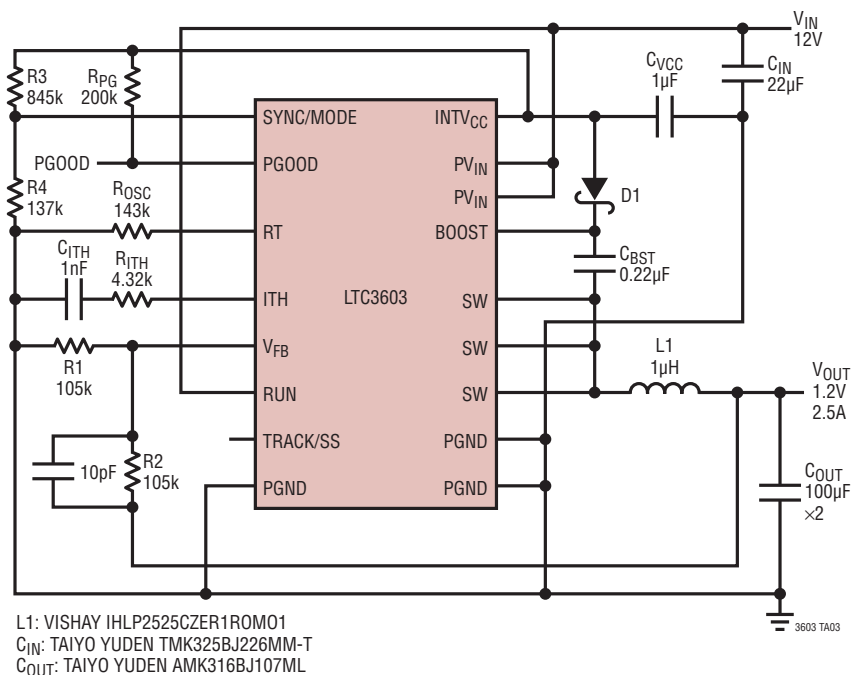 VIN
12V
CVCC
1µF
CIN
22µF
R3
845k
RPG
200k
SYNC/MODE
INTVCC
PGOOD
PGOOD
PVIN
PVIN
D1
R4
137k
ROSC
143k
RT
BOOST
CBST
0.22µF
CITH
1nF
RITH
4.32k
ITH
LTC3603
SW
VFB
SW
R1
105k
L1
1µH
VOUT
1.2V
2.5A
RUN
SW
TRACK/SS
PGND
10pF
R2
105k
PGND
PGND
COUT
100µF
×2
3603 TA03
L1: VISHAY IHLP2525CZER1ROMO1
CIN: TAIYO YUDEN TMK325BJ226MM-T
COUT: TAIYO YUDEN AMK316BJ107ML